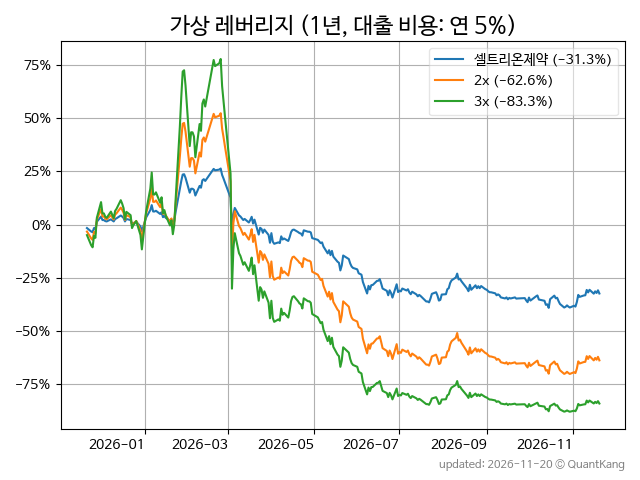 가상 레버리지 (1년, 대출 비용: 연 5%)
셀트리온제약 (−31.3%)
2x (−62.6%)
3x (−83.3%)
75%
50%
25%
0%
−25%
−50%
−75%
2026-01 2026-03 2026-05 2026-07 2026-09 2026-11
updated: 2026-11-20 © QuantKang